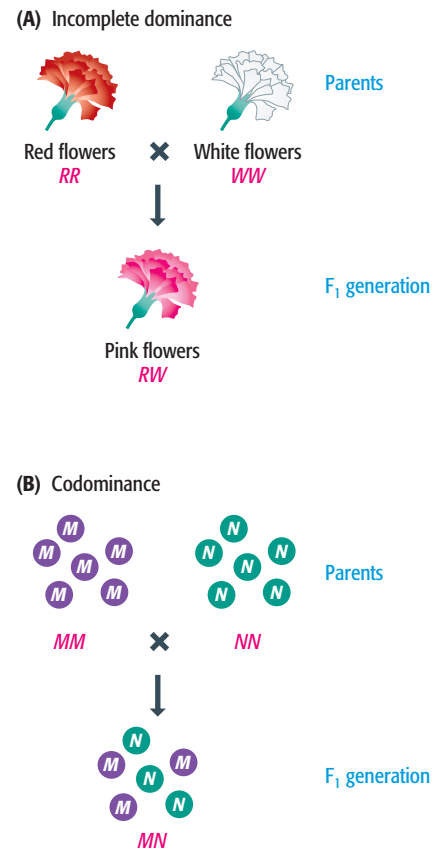 (A) Incomplete dominance
Parents
Red flowers × White flowers
RR WW
F₁ generation
Pink flowers
RW
(B) Codominance
M N
M M N N
M N
M M N N
Parents
MM × NN
N
M M
N
M N
F₁ generation
MN